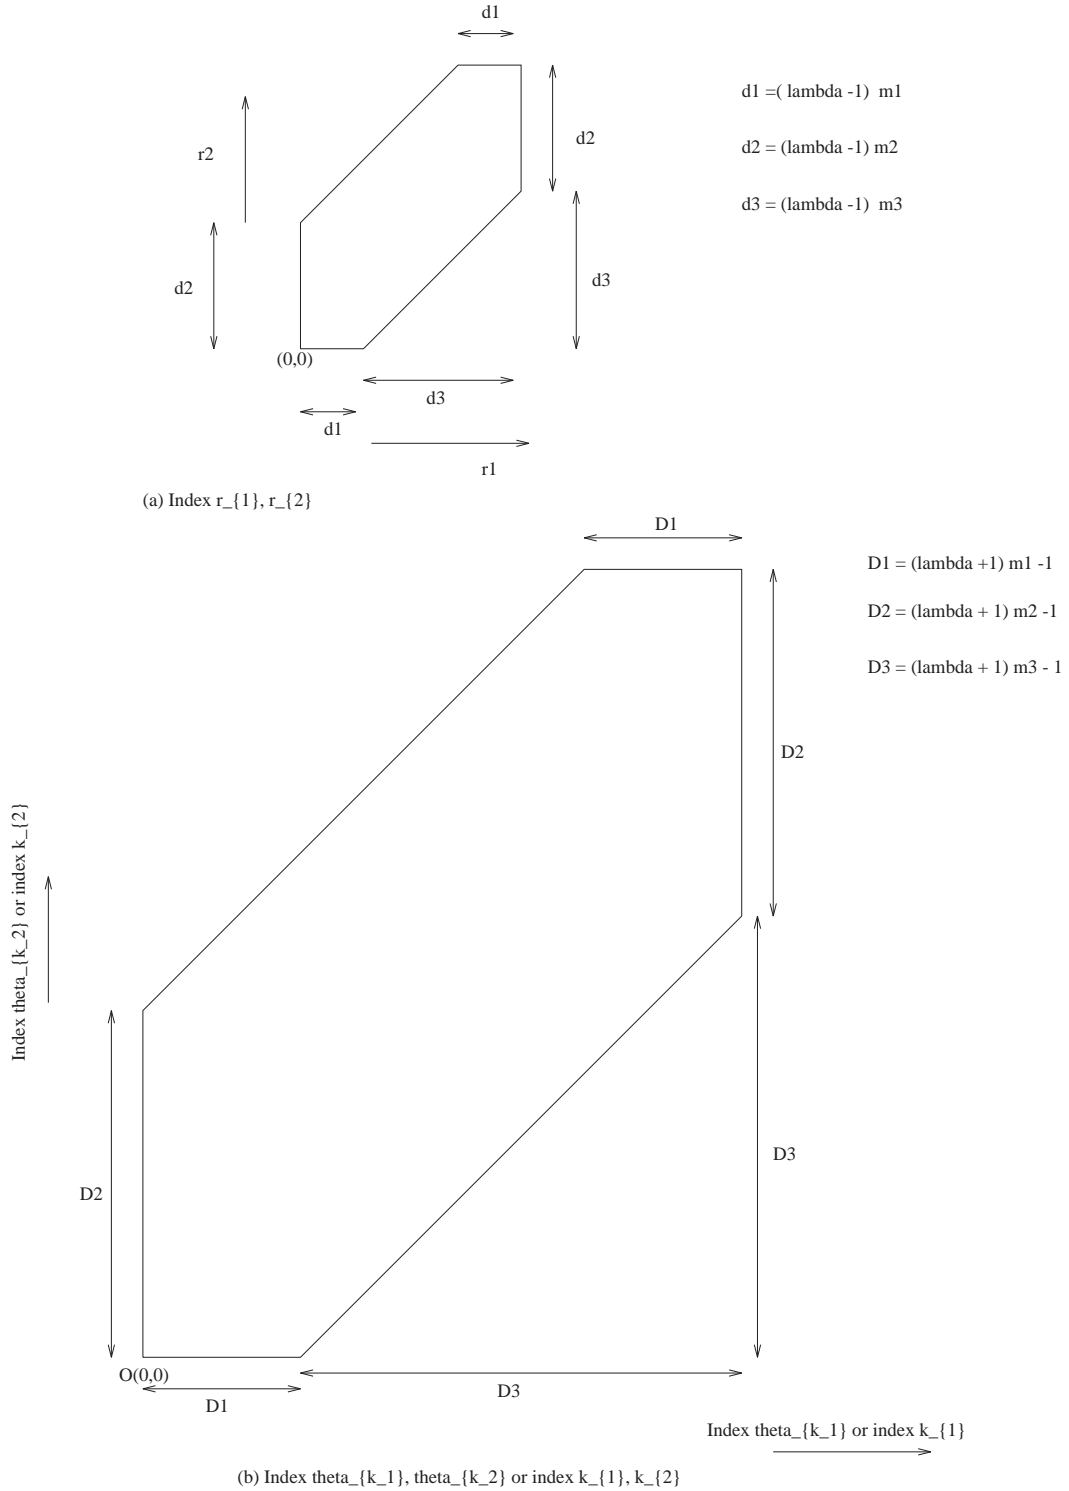 d1
d1 =( lambda -1)  m1
d2
r2
d2 = (lambda -1) m2
d3 = (lambda -1)  m3
d3
d2
(0,0)
d3
d1
r1
(a) Index r_{1}, r_{2}
D1
D1 = (lambda +1) m1 -1
D2 = (lambda + 1) m2 -1
D3 = (lambda + 1) m3 - 1
D2
Index theta_{k_2} or index k_{2}
D3
D2
O(0,0)
D3
D1
Index theta_{k_1} or index k_{1}
(b) Index theta_{k_1}, theta_{k_2} or index k_{1}, k_{2}